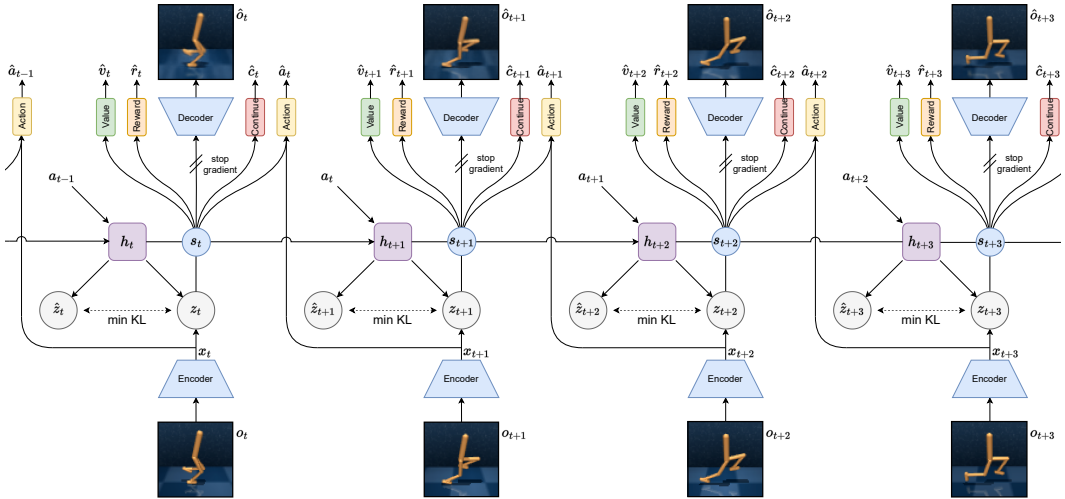 ô_t ô_{t+1} ô_{t+2} ô_{t+3}
â_{t−1} v̂_t r̂_t ĉ_t â_t v̂_{t+1} r̂_{t+1} ĉ_{t+1} â_{t+1} v̂_{t+2} r̂_{t+2} ĉ_{t+2} â_{t+2} v̂_{t+3} r̂_{t+3} ĉ_{t+3}
Action Value Reward Decoder Continue Action Value Reward Decoder Continue Action Value Reward Decoder Continue Action Value Reward Decoder Continue
stop stop stop stop
gradient gradient gradient gradient
a_{t−1} a_t a_{t+1} a_{t+2}
h_t s_t h_{t+1} s_{t+1} h_{t+2} s_{t+2} h_{t+3} s_{t+3}
ẑ_t z_t ẑ_{t+1} z_{t+1} ẑ_{t+2} z_{t+2} ẑ_{t+3} z_{t+3}
min KL min KL min KL min KL
x_t x_{t+1} x_{t+2} x_{t+3}
Encoder Encoder Encoder Encoder
o_t o_{t+1} o_{t+2} o_{t+3}